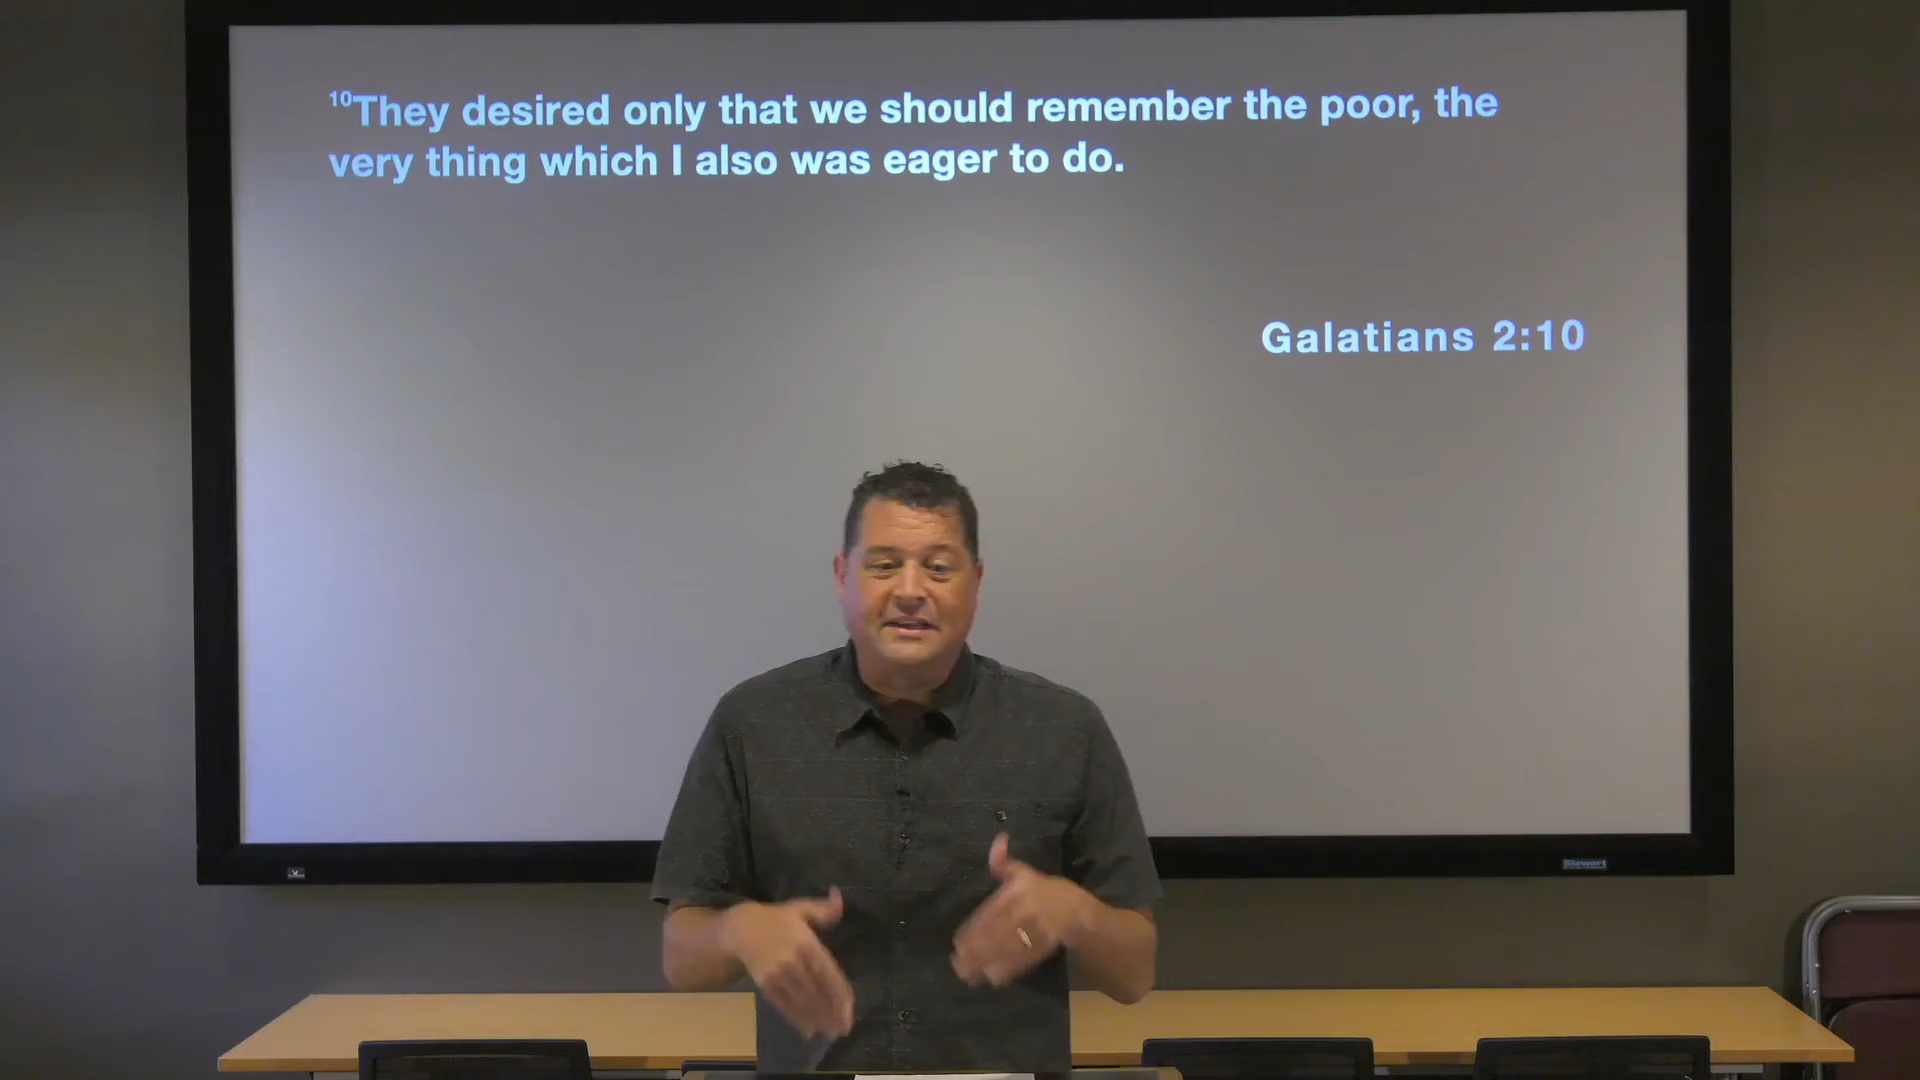 ¹⁰They desired only that we should remember the poor, the
very thing which I also was eager to do.
Galatians 2:10
Stewart